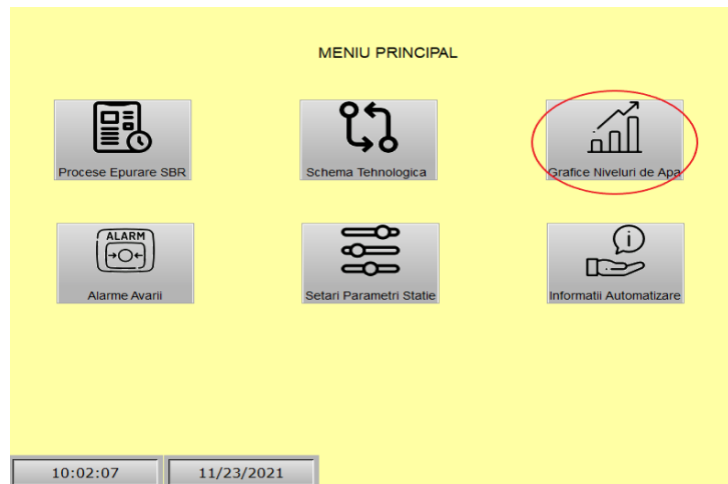 MENIU PRINCIPAL
Procese Epurare SBR
Schema Tehnologica
Grafice Niveluri de Apa
ALARM
Alarme Avarii
Setari Parametri Statie
Informatii Automatizare
10:02:07
11/23/2021